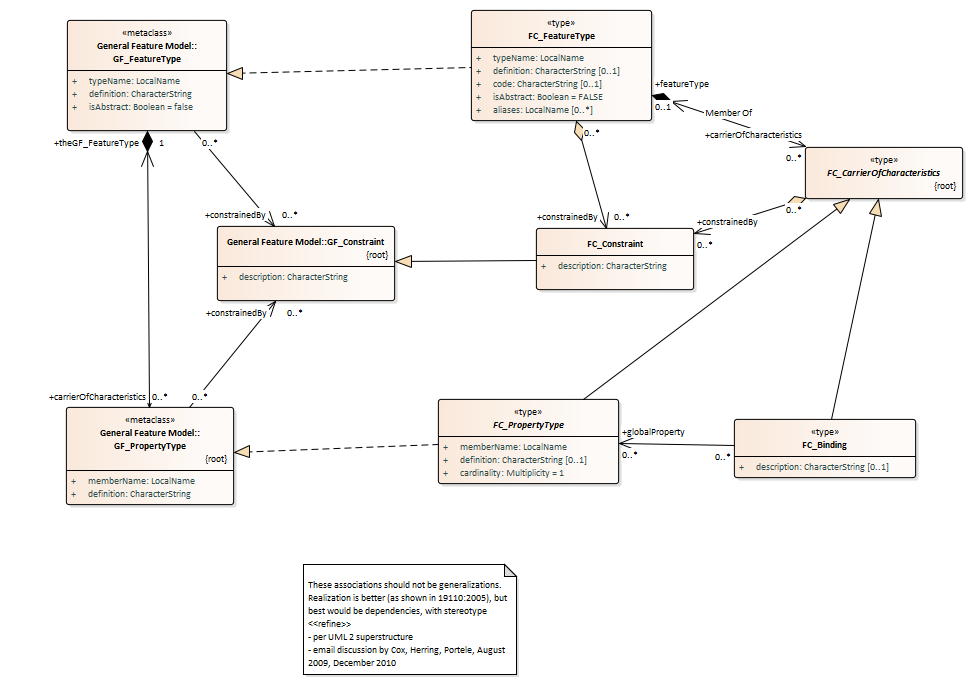 «metaclass»
General Feature Model::
GF_FeatureType
+ typeName: LocalName
+ definition: CharacterString
+ isAbstract: Boolean = false
«type»
FC_FeatureType
+ typeName: LocalName
+ definition: CharacterString [0..1]
+ code: CharacterString [0..1]
+ isAbstract: Boolean = FALSE
+ aliases: LocalName [0..*]
+featureType
0..1
Member Of
+carrierOfCharacteristics
0..*
«type»
FC_CarrierOfCharacteristics
{root}
+theGF_FeatureType
1
0..*
0..*
0..*
+constrainedBy
0..*
+constrainedBy
0..*
+constrainedBy
0..*
General Feature Model::GF_Constraint
{root}
+ description: CharacterString
FC_Constraint
+ description: CharacterString
+constrainedBy
0..*
+carrierOfCharacteristics
0..*
0..*
«metaclass»
General Feature Model::
GF_PropertyType
{root}
+ memberName: LocalName
+ definition: CharacterString
«type»
FC_PropertyType
+ memberName: LocalName
+ definition: CharacterString [0..1]
+ cardinality: Multiplicity = 1
+globalProperty
0..*
0..*
«type»
FC_Binding
+ description: CharacterString [0..1]
These associations should not be generalizations.
Realization is better (as shown in 19110:2005), but
best would be dependencies, with stereotype
<<refine>>
- per UML 2 superstructure
- email discussion by Cox, Herring, Portele, August
2009, December 2010